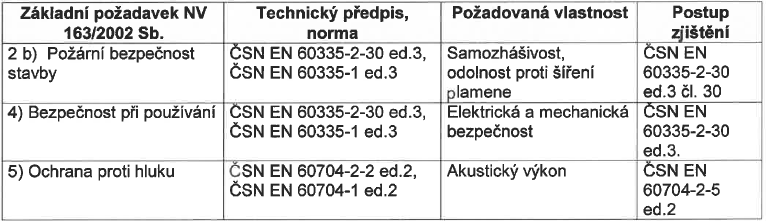 Základní požadavek NV
163/2002 Sb.
Technický předpis,
norma
Požadovaná vlastnost
Postup
zjištění
2 b) Požární bezpečnost
stavby
ČSN EN 60335-2-30 ed.3,
ČSN EN 60335-1 ed.3
Samozhášivost,
odolnost proti šíření
plamene
ČSN EN
60335-2-30
ed.3 čl. 30
4) Bezpečnost při používání
ČSN EN 60335-2-30 ed.3,
ČSN EN 60335-1 ed.3
Elektrická a mechanická
bezpečnost
ČSN EN
60335-2-30
ed.3.
5) Ochrana proti hluku
ČSN EN 60704-2-2 ed.2,
ČSN EN 60704-1 ed.2
Akustický výkon
ČSN EN
60704-2-5
ed.2